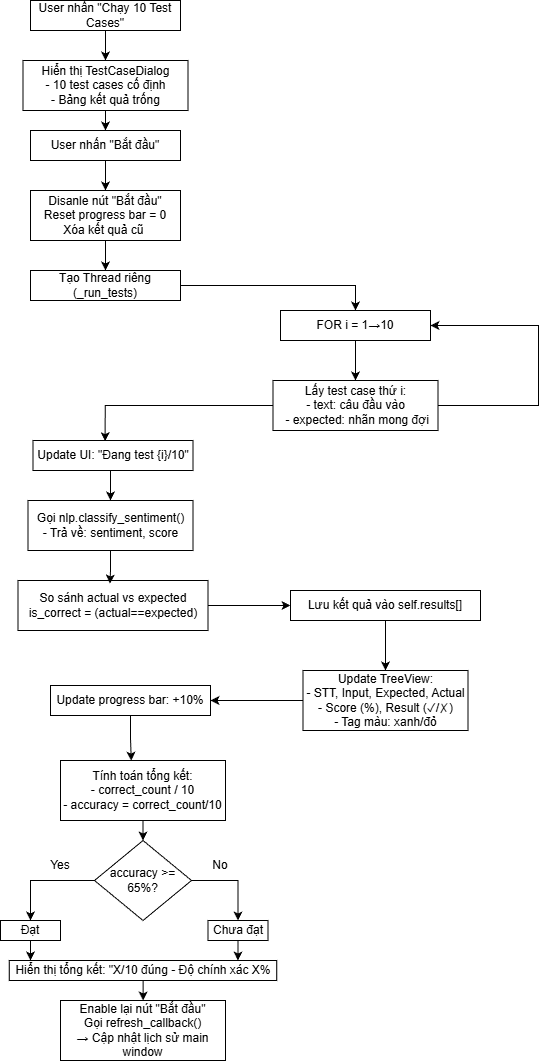 User nhấn "Chạy 10 Test
Cases"
Hiển thị TestCaseDialog
- 10 test cases cố định
- Bảng kết quả trống
User nhấn "Bắt đầu"
Disanle nút "Bắt đầu"
Reset progress bar = 0
Xóa kết quả cũ
Tạo Thread riêng
(_run_tests)
FOR i = 1→10
Lấy test case thứ i:
- text: câu đầu vào
- expected: nhãn mong đợi
Update UI: "Đang test {i}/10"
Gọi nlp.classify_sentiment()
- Trả về: sentiment, score
So sánh actual vs expected
is_correct = (actual==expected)
Lưu kết quả vào self.results[]
Update TreeView:
- STT, Input, Expected, Actual
- Score (%), Result (✓/✗)
- Tag màu: xanh/đỏ
Update progress bar: +10%
Tính toán tổng kết:
- correct_count / 10
- accuracy = correct_count/10
accuracy >=
65%?
Yes
No
Đạt
Chưa đạt
Hiển thị tổng kết: "X/10 đúng - Độ chính xác X%
Enable lại nút "Bắt đầu"
Gọi refresh_callback()
→ Cập nhật lịch sử main
window